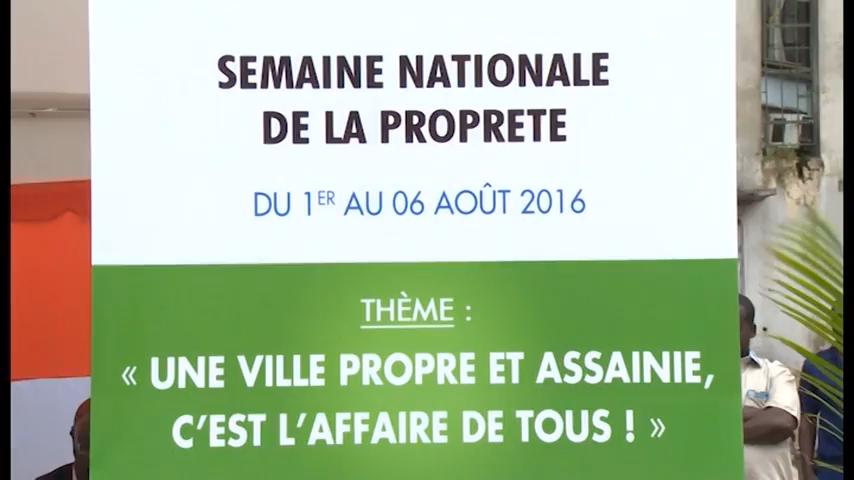 SEMAINE NATIONALE
DE LA PROPRETE
DU 1ER AU 06 AOÛT 2016
THÈME :
« UNE VILLE PROPRE ET ASSAINIE,
C'EST L'AFFAIRE DE TOUS ! »